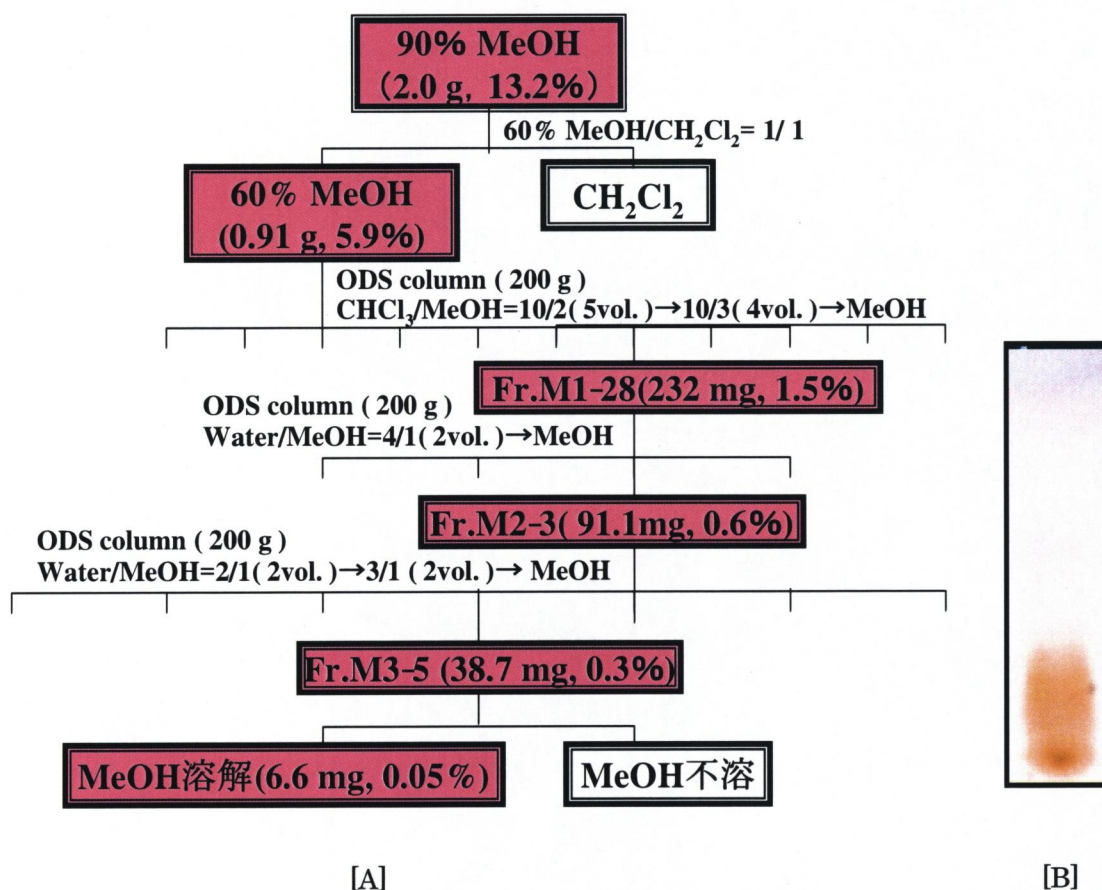 90% MeOH
(2.0 g, 13.2%)
60% MeOH/CH₂Cl₂= 1/ 1
60% MeOH
(0.91 g, 5.9%)
CH₂Cl₂
ODS column ( 200 g )
CHCl₃/MeOH=10/2( 5vol. )→10/3( 4vol. )→MeOH
Fr.M1-28(232 mg, 1.5%)
ODS column ( 200 g )
Water/MeOH=4/1( 2vol. )→MeOH
Fr.M2-3( 91.1mg, 0.6%)
ODS column ( 200 g )
Water/MeOH=2/1( 2vol. )→3/1 ( 2vol. )→ MeOH
Fr.M3-5 (38.7 mg, 0.3%)
MeOH溶解(6.6 mg, 0.05%)
MeOH不溶
[A]
[B]